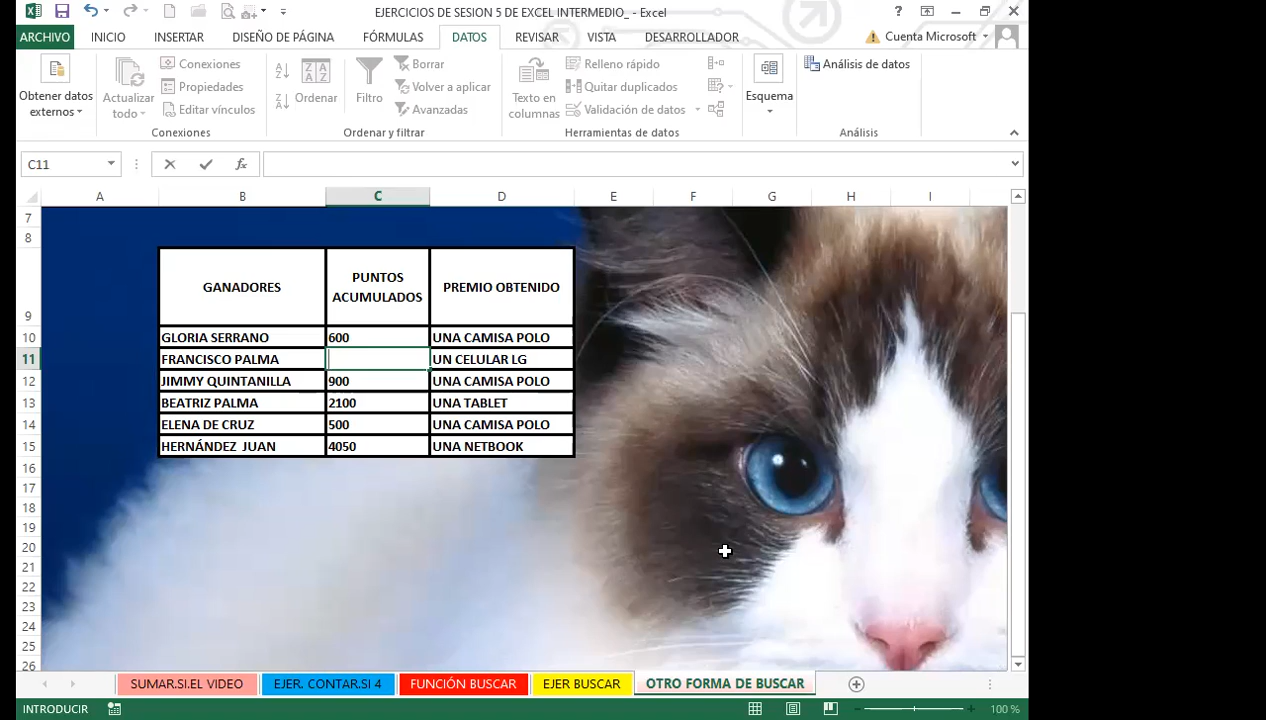 EJERCICIOS DE SESION 5 DE EXCEL INTERMEDIO_ - Excel
ARCHIVO INICIO INSERTAR DISEÑO DE PÁGINA FÓRMULAS DATOS REVISAR VISTA DESARROLLADOR Cuenta Microsoft
Obtener datos externos
Actualizar todo
Conexiones
Propiedades
Editar vínculos
Conexiones
Ordenar
Filtro
Borrar
Volver a aplicar
Avanzadas
Ordenar y filtrar
Texto en columnas
Relleno rápido
Quitar duplicados
Validación de datos
Herramientas de datos
Esquema
Análisis de datos
Análisis
C11
A B C D E F G H I
7
8
9 GANADORES PUNTOS ACUMULADOS PREMIO OBTENIDO
10 GLORIA SERRANO 600 UNA CAMISA POLO
11 FRANCISCO PALMA UN CELULAR LG
12 JIMMY QUINTANILLA 900 UNA CAMISA POLO
13 BEATRIZ PALMA 2100 UNA TABLET
14 ELENA DE CRUZ 500 UNA CAMISA POLO
15 HERNÁNDEZ JUAN 4050 UNA NETBOOK
16
17
18
19
20
21
22
23
24
25
26
SUMAR.SI.EL VIDEO EJER. CONTAR.SI 4 FUNCIÓN BUSCAR EJER BUSCAR OTRO FORMA DE BUSCAR
INTRODUCIR 100 %